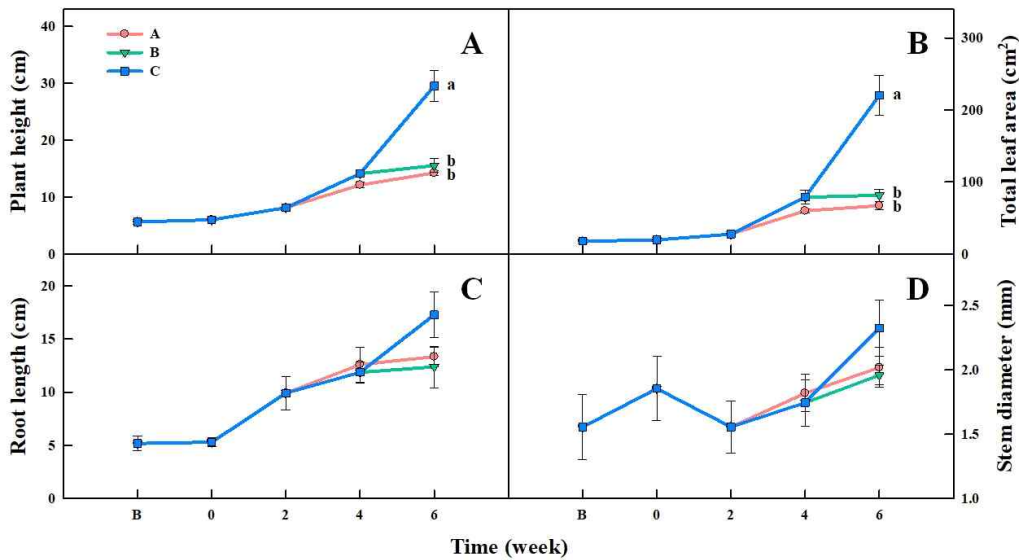 A
B
C
A
a
b
b
40
30
20
10
0
Plant height (cm)
B
a
b
b
300
200
100
0
Total leaf area (cm²)
C
20
15
10
5
0
Root length (cm)
D
2.5
2.0
1.5
1.0
Stem diameter (mm)
B 0 2 4 6
B 0 2 4 6
Time (week)